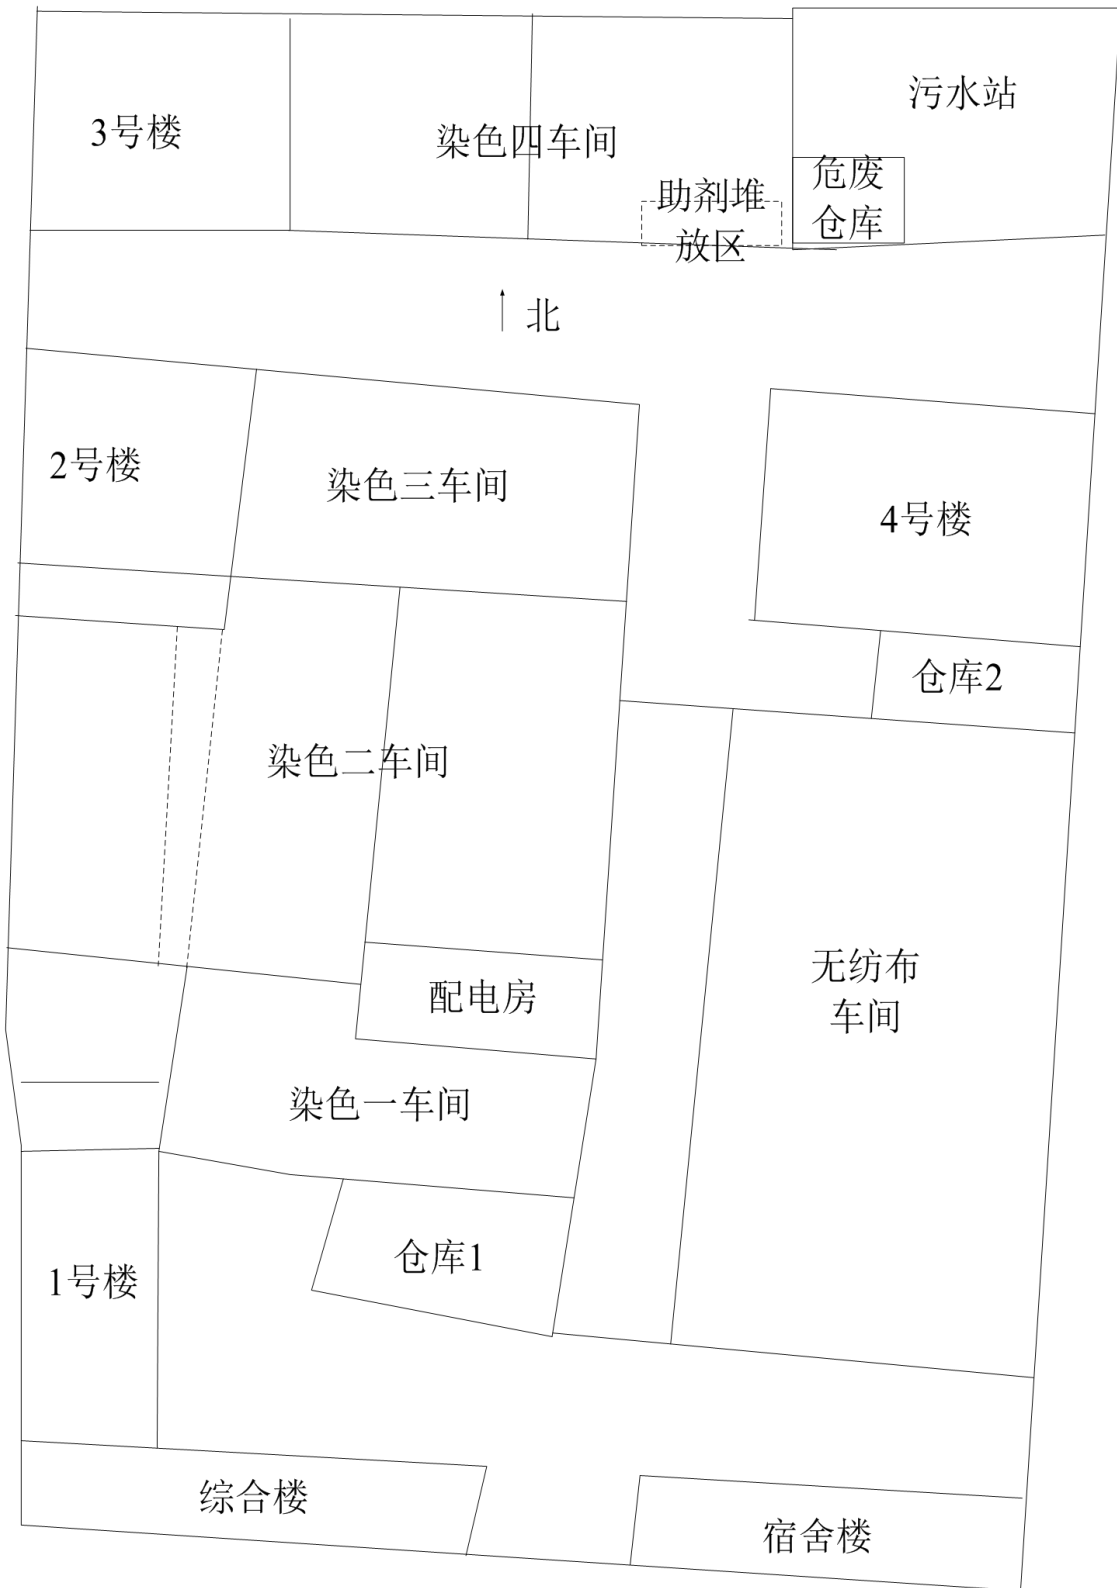 污水站
3号楼
染色四车间
危废
仓库
助剂堆
放区
北
2号楼
染色三车间
4号楼
仓库2
染色二车间
无纺布
车间
配电房
染色一车间
仓库1
1号楼
综合楼
宿舍楼